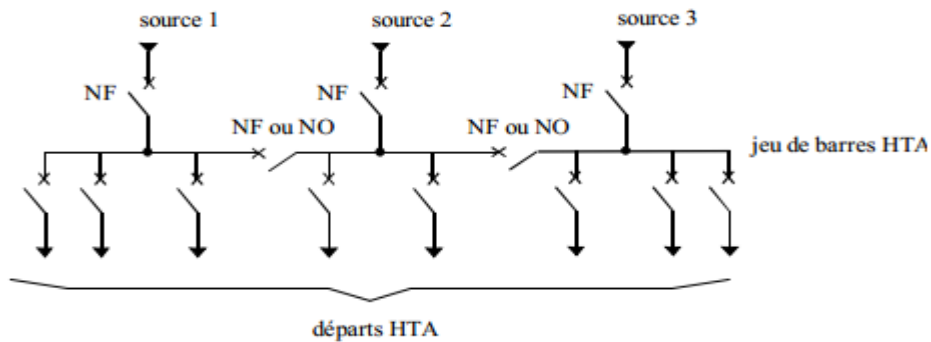 source 1
source 2
source 3
NF
NF
NF
NF ou NO
NF ou NO
jeu de barres HTA
départs HTA